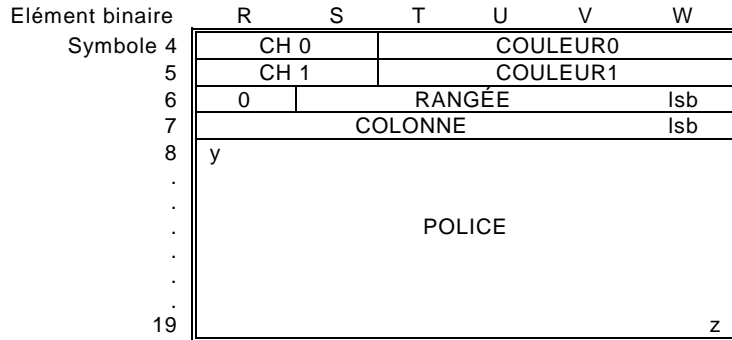 Elément binaire R S T U V W
Symbole 4 CH 0 COULEUR0
5 CH 1 COULEUR1
6 0 RANGÉE lsb
7 COLONNE lsb
8 y
.
.
. POLICE
.
.
.
19 z